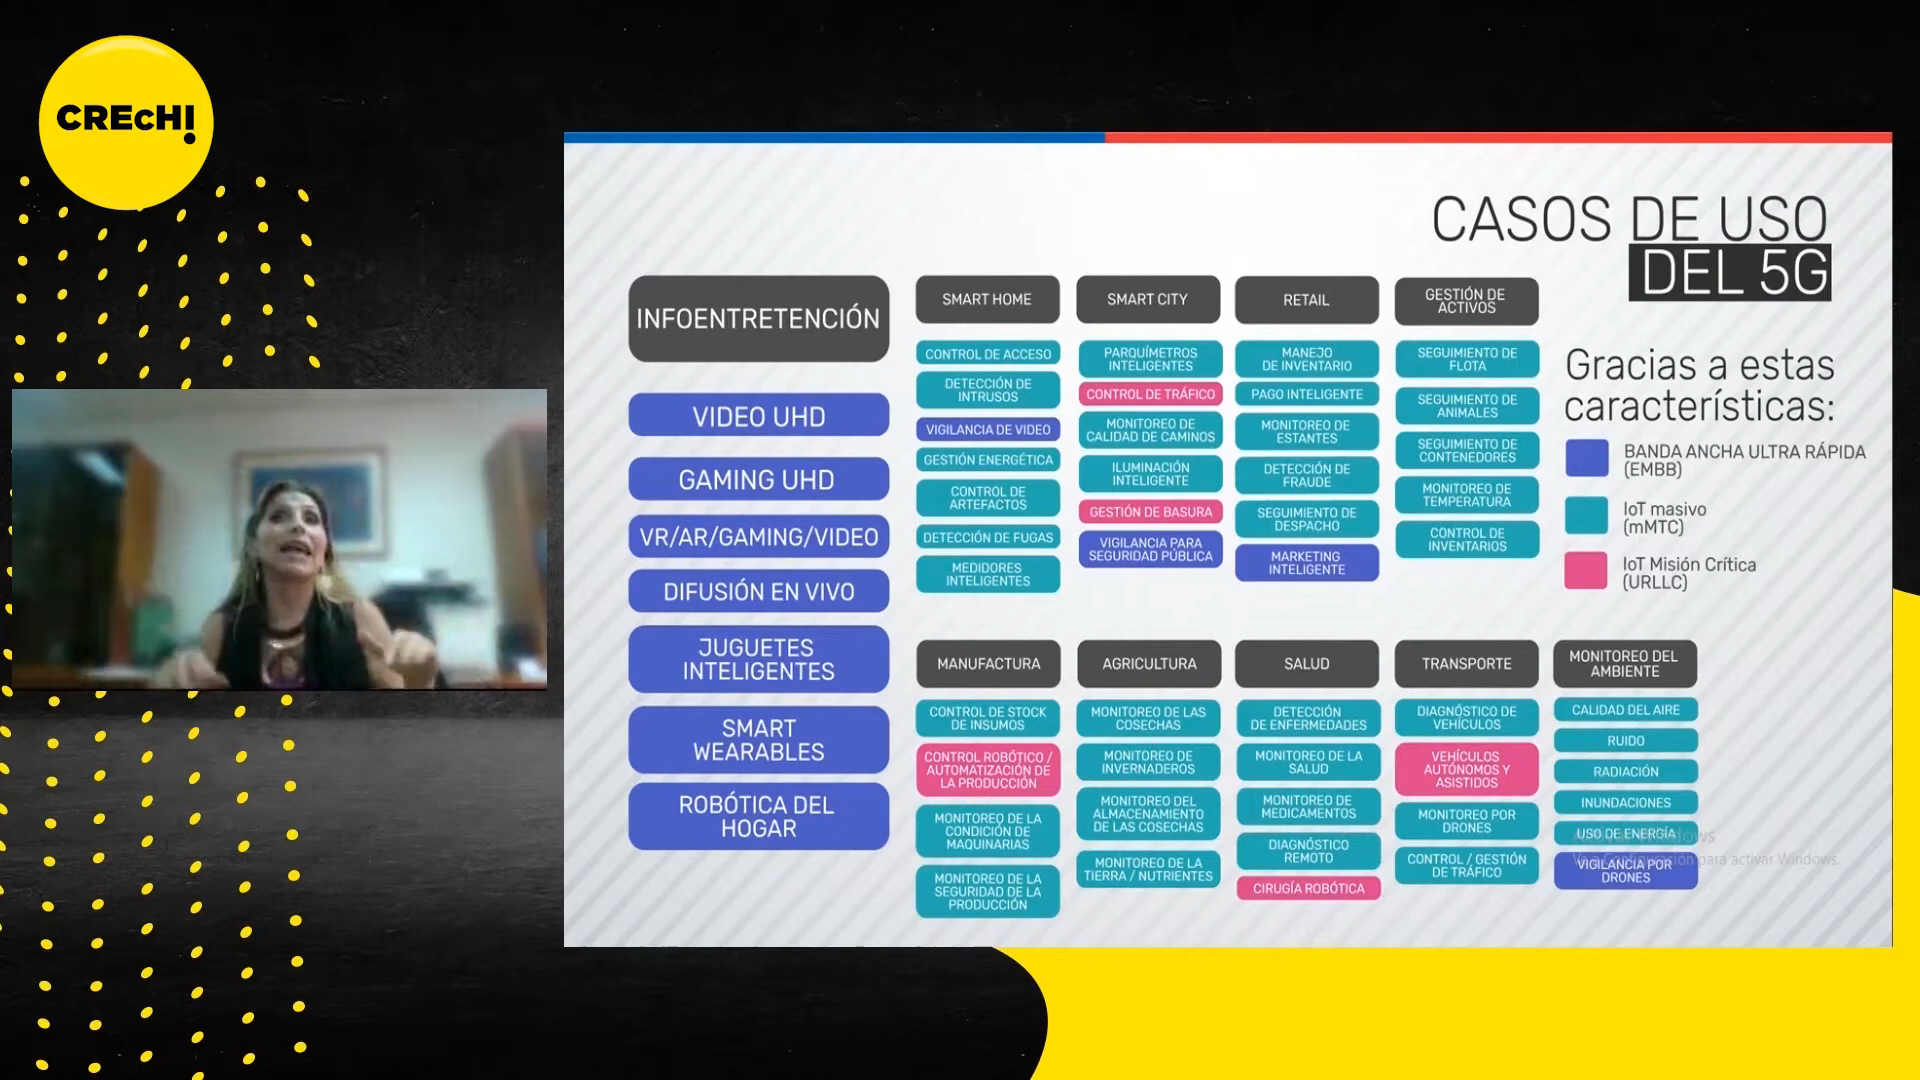 CREcH!
CASOS DE USO
DEL 5G
INFOENTRETENCIÓN
VIDEO UHD
GAMING UHD
VR/AR/GAMING/VIDEO
DIFUSIÓN EN VIVO
JUGUETES
INTELIGENTES
SMART
WEARABLES
ROBÓTICA DEL
HOGAR
SMART HOME
CONTROL DE ACCESO
DETECCIÓN DE
INTRUSOS
VIGILANCIA DE VIDEO
GESTIÓN ENERGÉTICA
CONTROL DE
ARTEFACTOS
DETECCIÓN DE FUGAS
MEDIDORES
INTELIGENTES
SMART CITY
PARQUÍMETROS
INTELIGENTES
CONTROL DE TRÁFICO
MONITOREO DE
CALIDAD DE CAMINOS
ILUMINACIÓN
INTELIGENTE
GESTIÓN DE BASURA
VIGILANCIA PARA
SEGURIDAD PÚBLICA
RETAIL
MANEJO
DE INVENTARIO
PAGO INTELIGENTE
MONITOREO DE
ESTANTES
DETECCIÓN DE
FRAUDE
SEGUIMIENTO DE
DESPACHO
MARKETING
INTELIGENTE
GESTIÓN DE
ACTIVOS
SEGUIMIENTO DE
FLOTA
SEGUIMIENTO DE
ANIMALES
SEGUIMIENTO DE
CONTENEDORES
MONITOREO DE
TEMPERATURA
CONTROL DE
INVENTARIOS
Gracias a estas
características:
BANDA ANCHA ULTRA RÁPIDA
(EMBB)
IoT masivo
(mMTC)
IoT Misión Crítica
(URLLC)
MANUFACTURA
CONTROL DE STOCK
DE INSUMOS
CONTROL ROBÓTICO /
AUTOMATIZACIÓN DE
LA PRODUCCIÓN
MONITOREO DE LA
CONDICIÓN DE
MAQUINARIAS
MONITOREO DE LA
SEGURIDAD DE LA
PRODUCCIÓN
AGRICULTURA
MONITOREO DE LAS
COSECHAS
MONITOREO DE
INVERNADEROS
MONITOREO DEL
ALMACENAMIENTO
DE LAS COSECHAS
MONITOREO DE LA
TIERRA / NUTRIENTES
SALUD
DETECCIÓN
DE ENFERMEDADES
MONITOREO DE LA
SALUD
MONITOREO DE
MEDICAMENTOS
DIAGNÓSTICO
REMOTO
CIRUGÍA ROBÓTICA
TRANSPORTE
DIAGNÓSTICO DE
VEHÍCULOS
VEHÍCULOS
AUTÓNOMOS Y
ASISTIDOS
MONITOREO POR
DRONES
CONTROL / GESTIÓN
DE TRÁFICO
MONITOREO DEL
AMBIENTE
CALIDAD DEL AIRE
RUIDO
RADIACIÓN
INUNDACIONES
USO DE ENERGÍA
VIGILANCIA POR
DRONES
para activar Windows.